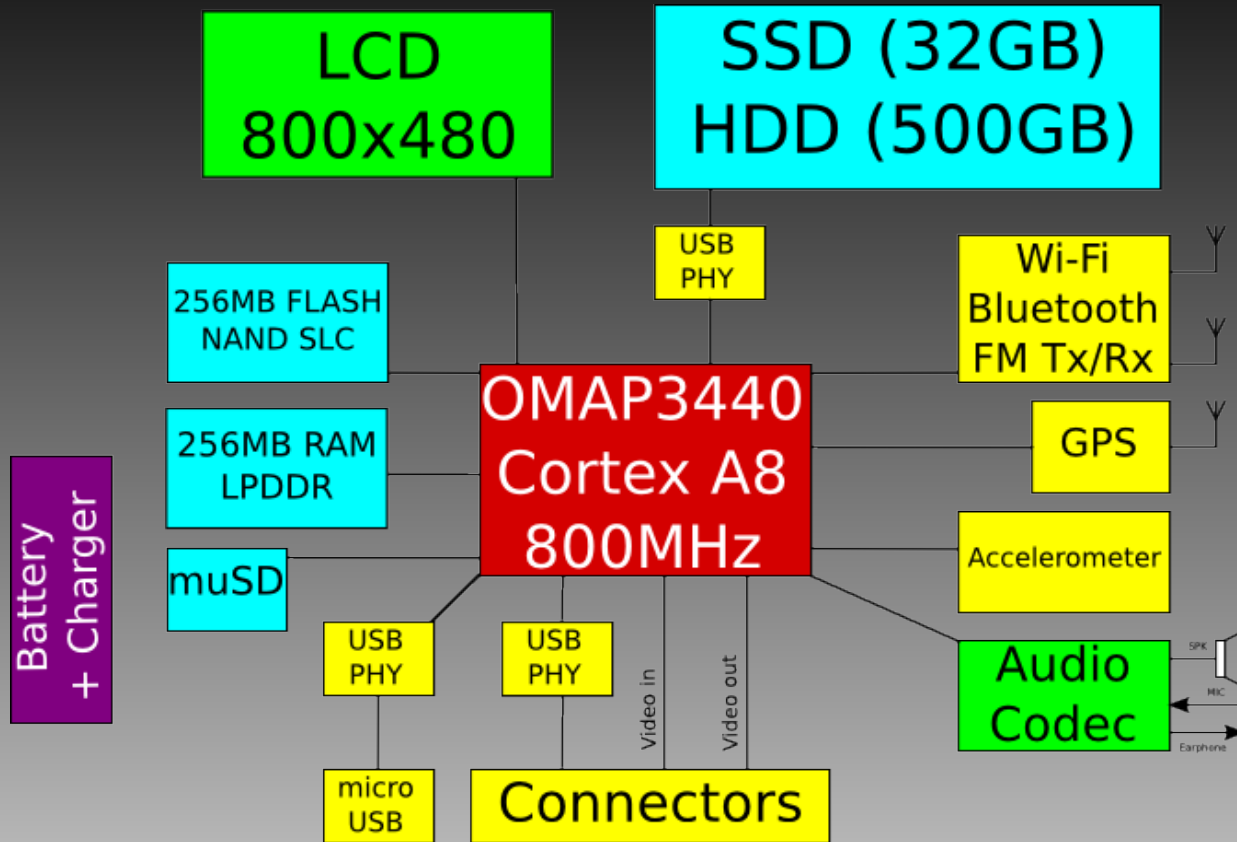 LCD
800x480
SSD (32GB)
HDD (500GB)
USB
PHY
Wi-Fi
Bluetooth
FM Tx/Rx
256MB FLASH
NAND SLC
OMAP3440
Cortex A8
800MHz
GPS
256MB RAM
LPDDR
Battery
+ Charger
muSD
Accelerometer
USB
PHY
USB
PHY
Video in
Video out
Audio
Codec
SPK
MIC
Earphone
micro
USB
Connectors